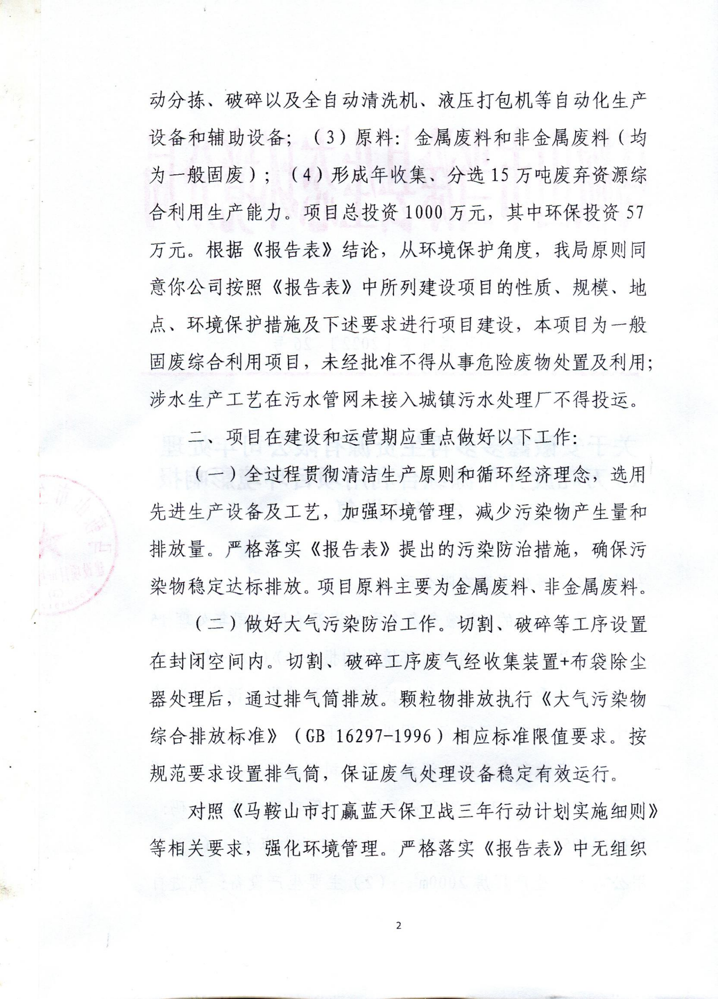 动分拣、破碎以及全自动清洗机、液压打包机等自动化生产
设备和辅助设备；（3）原料：金属废料和非金属废料（均
为一般固废）；（4）形成年收集、分选 15 万吨废弃资源综
合利用生产能力。项目总投资 1000 万元，其中环保投资 57
万元。根据《报告表》结论，从环境保护角度，我局原则同
意你公司按照《报告表》中所列建设项目的性质、规模、地
点、环境保护措施及下述要求进行项目建设，本项目为一般
固废综合利用项目，未经批准不得从事危险废物处置及利用；
涉水生产工艺在污水管网未接入城镇污水处理厂不得投运。
二、项目在建设和运营期应重点做好以下工作：
（一）全过程贯彻清洁生产原则和循环经济理念，选用
先进生产设备及工艺，加强环境管理，减少污染物产生量和
排放量。严格落实《报告表》提出的污染防治措施，确保污
染物稳定达标排放。项目原料主要为金属废料、非金属废料。
（二）做好大气污染防治工作。切割、破碎等工序设置
在封闭空间内。切割、破碎工序废气经收集装置+布袋除尘
器处理后，通过排气筒排放。颗粒物排放执行《大气污染物
综合排放标准》（GB 16297-1996）相应标准限值要求。按
规范要求设置排气筒，保证废气处理设备稳定有效运行。
对照《马鞍山市打赢蓝天保卫战三年行动计划实施细则》
等相关要求，强化环境管理。严格落实《报告表》中无组织
2